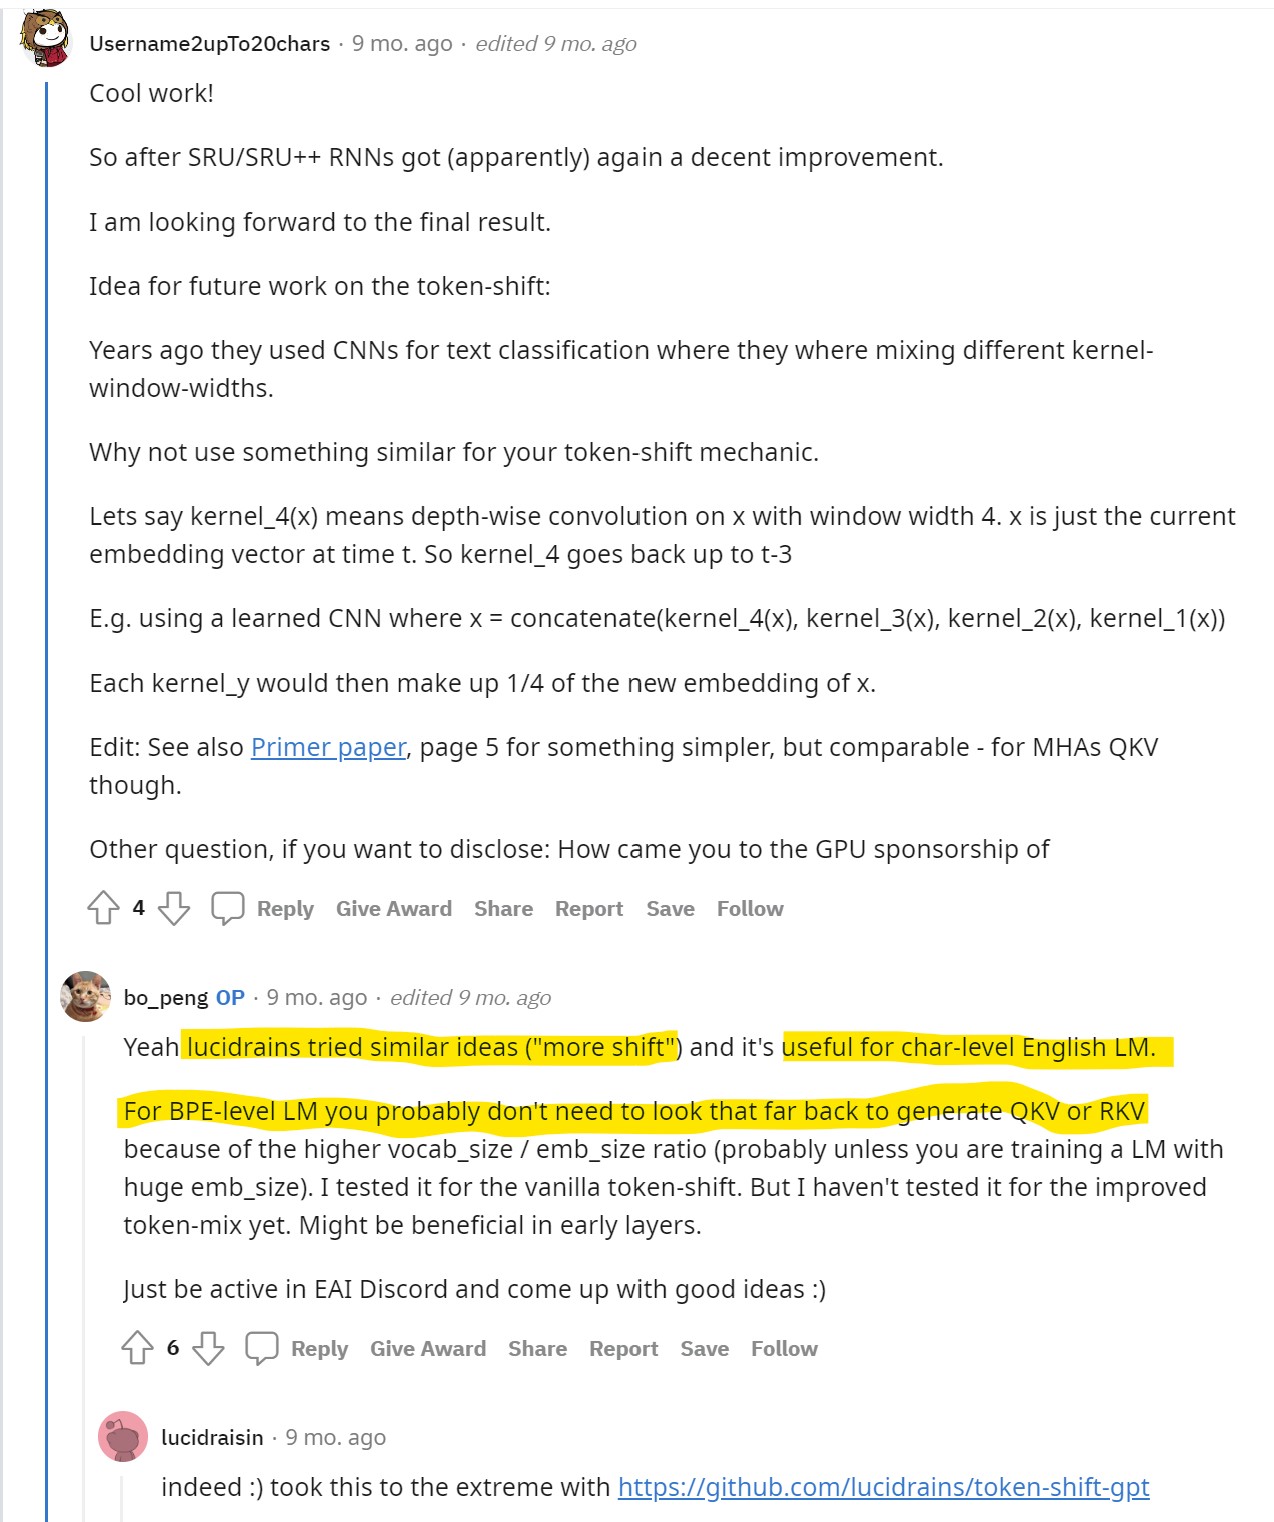 Username2upTo20chars · 9 mo. ago · edited 9 mo. ago
Cool work!
So after SRU/SRU++ RNNs got (apparently) again a decent improvement.
I am looking forward to the final result.
Idea for future work on the token-shift:
Years ago they used CNNs for text classification where they where mixing different kernel-
window-widths.
Why not use something similar for your token-shift mechanic.
Lets say kernel_4(x) means depth-wise convolution on x with window width 4. x is just the current
embedding vector at time t. So kernel_4 goes back up to t-3
E.g. using a learned CNN where x = concatenate(kernel_4(x), kernel_3(x), kernel_2(x), kernel_1(x))
Each kernel_y would then make up 1/4 of the new embedding of x.
Edit: See also Primer paper, page 5 for something simpler, but comparable - for MHAs QKV
though.
Other question, if you want to disclose: How came you to the GPU sponsorship of
4 Reply Give Award Share Report Save Follow
bo_peng OP · 9 mo. ago · edited 9 mo. ago
Yeah lucidrains tried similar ideas ("more shift") and it's useful for char-level English LM.
For BPE-level LM you probably don't need to look that far back to generate QKV or RKV
because of the higher vocab_size / emb_size ratio (probably unless you are training a LM with
huge emb_size). I tested it for the vanilla token-shift. But I haven't tested it for the improved
token-mix yet. Might be beneficial in early layers.
Just be active in EAI Discord and come up with good ideas :)
6 Reply Give Award Share Report Save Follow
lucidraisin · 9 mo. ago
indeed :) took this to the extreme with https://github.com/lucidrains/token-shift-gpt